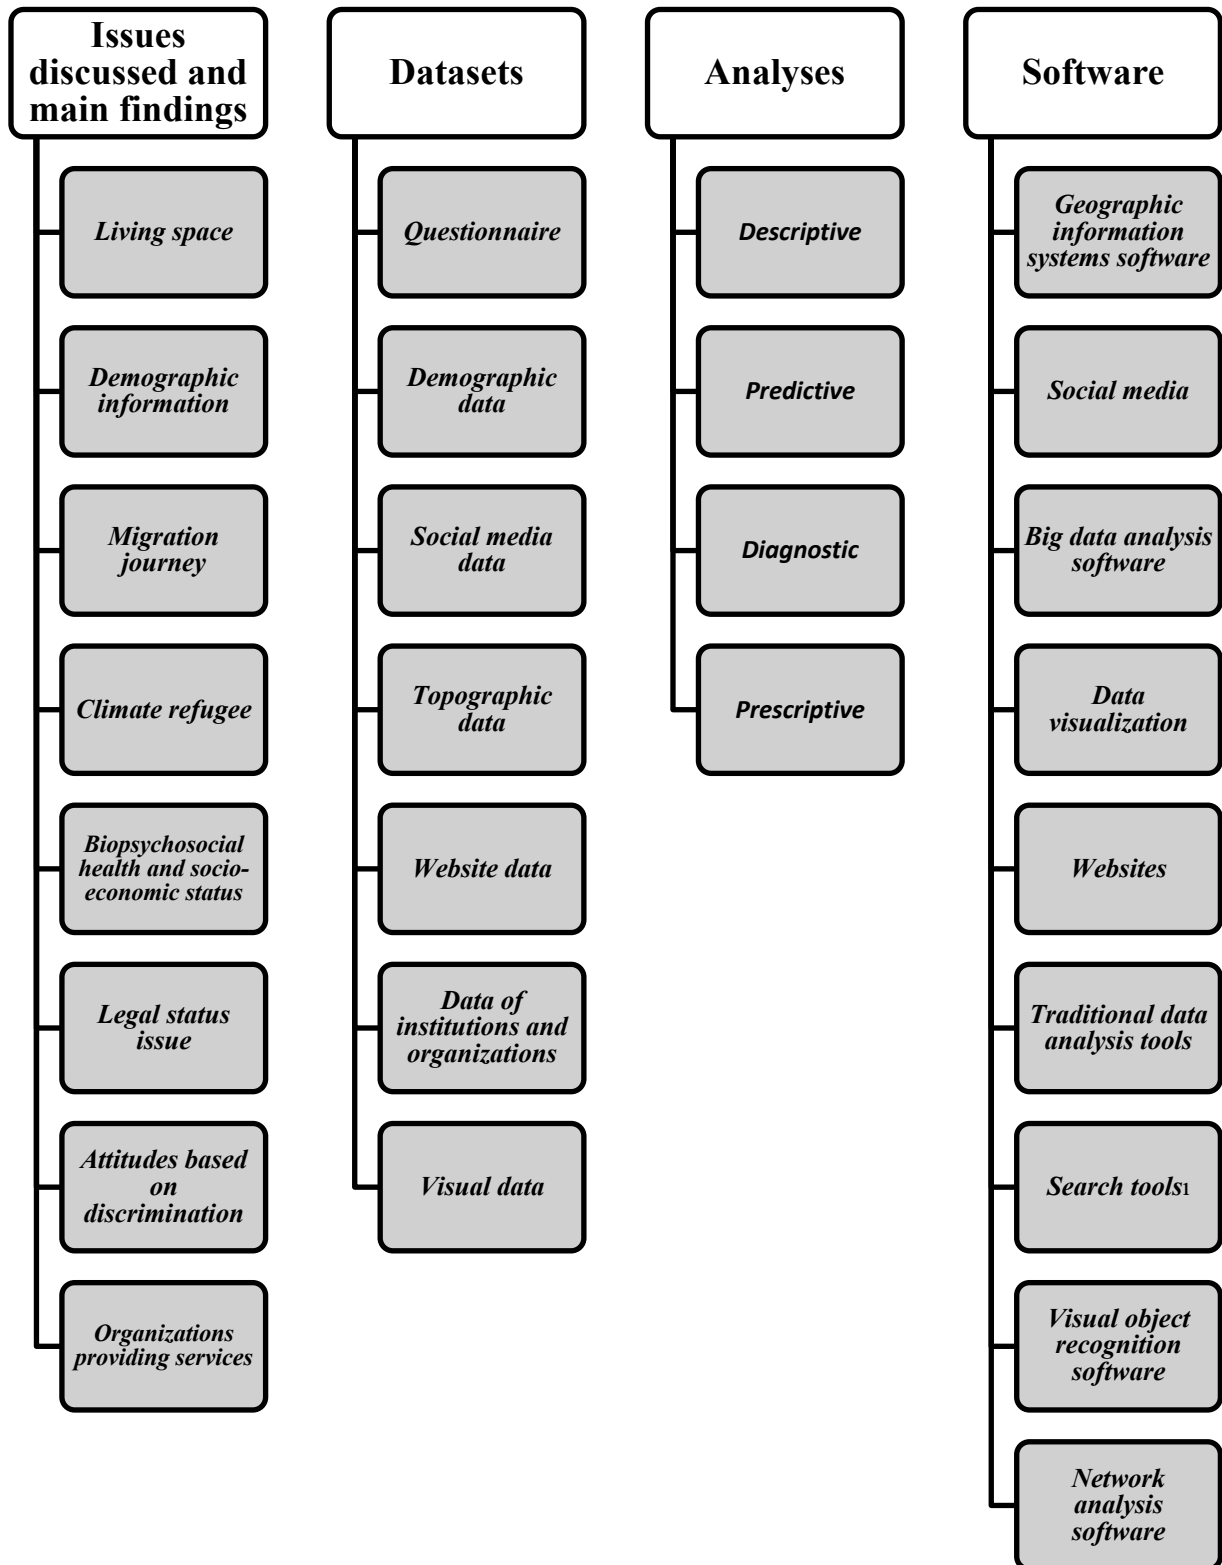 Issues
discussed and
main findings
Living space
Demographic
information
Migration
journey
Climate refugee
Biopsychosocial
health and socio-
economic status
Legal status
issue
Attitudes based
on
discrimination
Organizations
providing services
Datasets
Questionnaire
Demographic
data
Social media
data
Topographic
data
Website data
Data of
institutions and
organizations
Visual data
Analyses
Descriptive
Predictive
Diagnostic
Prescriptive
Software
Geographic
information
systems software
Social media
Big data analysis
software
Data
visualization
Websites
Traditional data
analysis tools
Search tools1
Visual object
recognition
software
Network
analysis
software